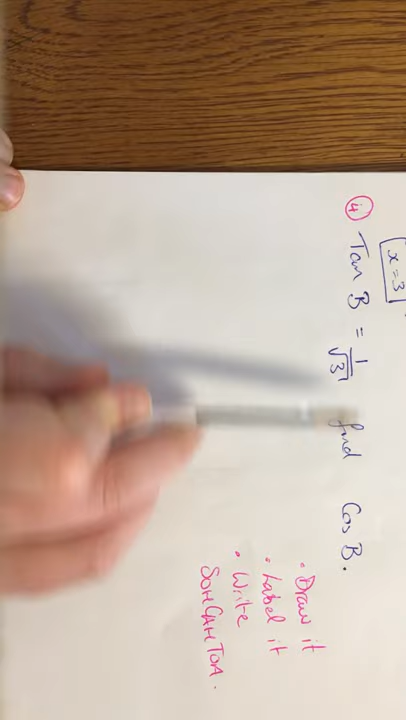 x = 3
(4) Tan B = 1/√3 find Cos B.
• Draw it
• Label it
• Write
SOHCAHTOA.